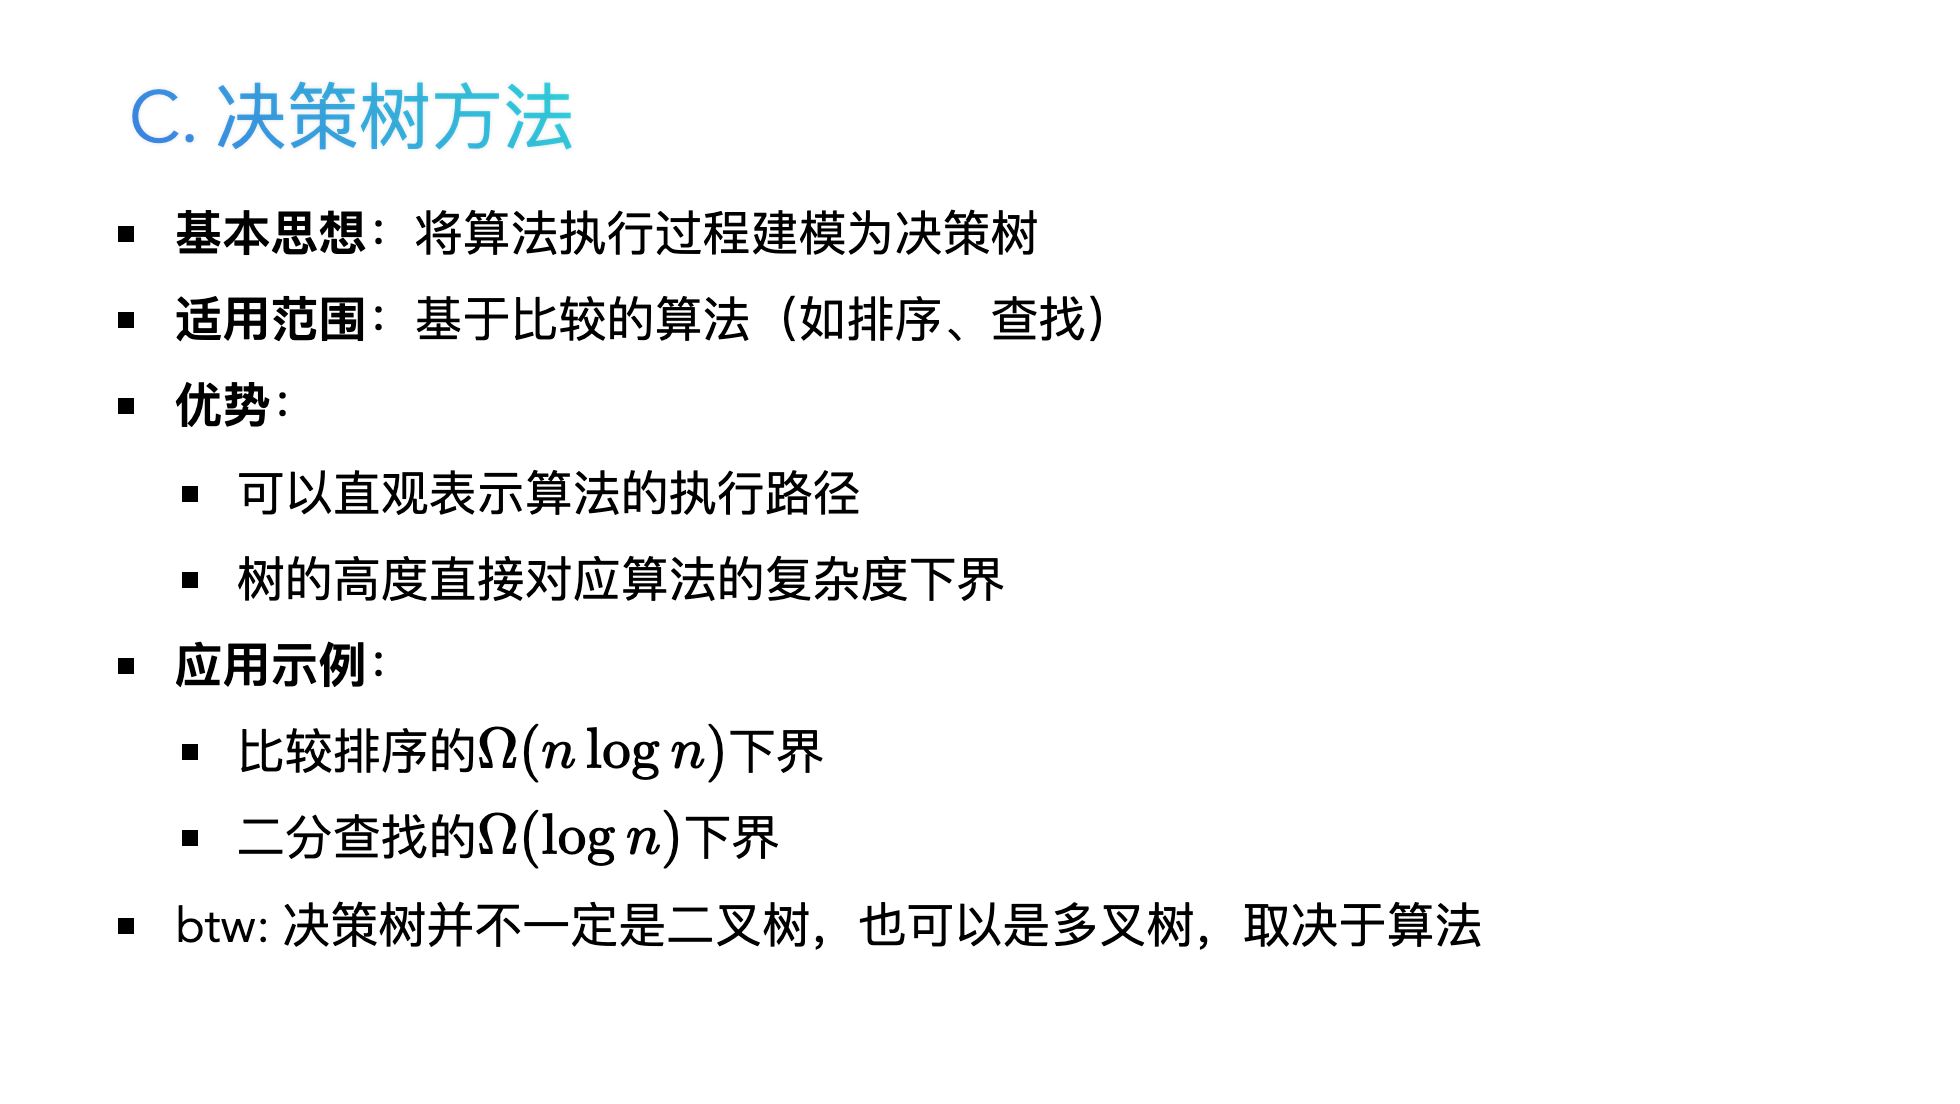 C. 决策树方法
基本思想：将算法执行过程建模为决策树
适用范围：基于比较的算法（如排序、查找）
优势：
可以直观表示算法的执行路径
树的高度直接对应算法的复杂度下界
应用示例：
比较排序的Ω(n log n)下界
二分查找的Ω(log n)下界
btw: 决策树并不一定是二叉树，也可以是多叉树，取决于算法